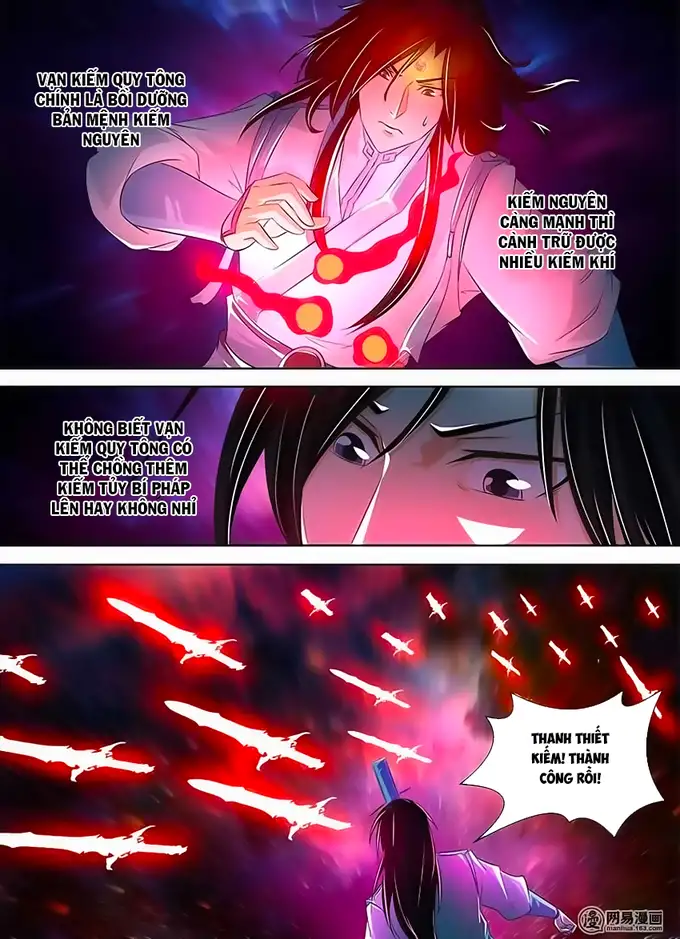 VẠN KIẾM QUY TÔNG
CHÍNH LÀ BỒI DƯỠNG
BẢN MỆNH KIẾM
NGUYÊN
KIẾM NGUYÊN
CÀNG MẠNH THÌ
CÀNH TRỮ ĐƯỢC
NHIỀU KIẾM KHÍ
KHÔNG BIẾT VẠN
KIẾM QUY TÔNG CÓ
THỂ CHỒNG THÊM
KIẾM TỦY BÍ PHÁP
LÊN HAY KHÔNG NHỈ
THANH THIẾT
KIẾM! THÀNH
CÔNG RỒI!
网易漫画
manhua.163.com